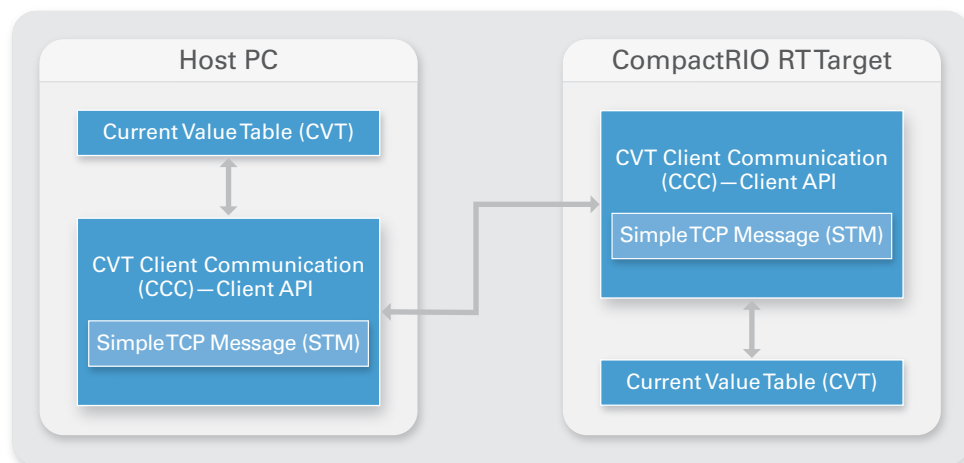 Host PC
Current Value Table (CVT)
CVT Client Communication
(CCC)—Client API
Simple TCP Message (STM)
CompactRIO RT Target
CVT Client Communication
(CCC)—Client API
Simple TCP Message (STM)
Current Value Table (CVT)